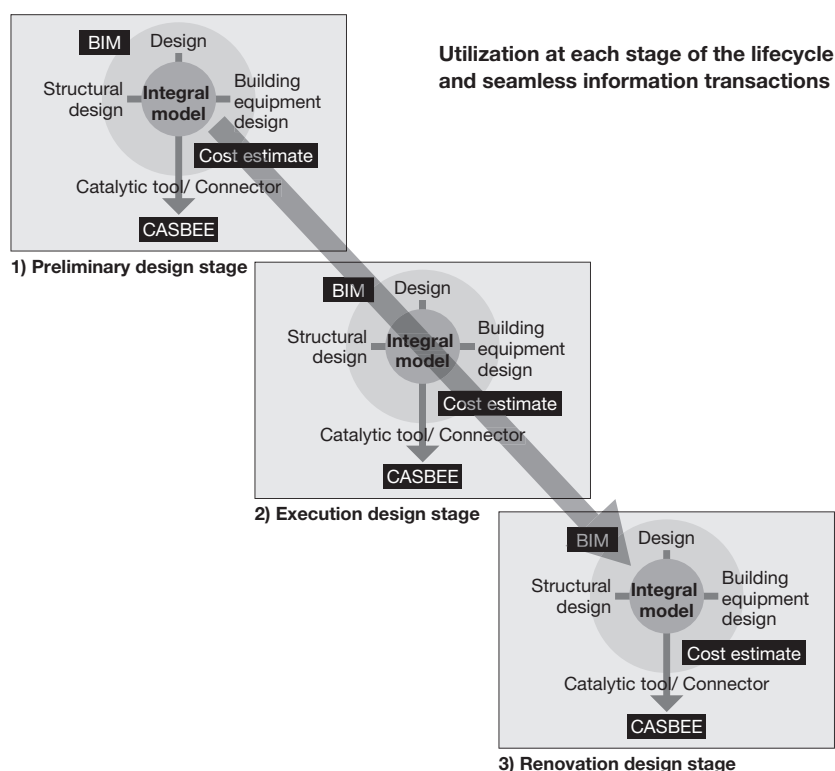 Utilization at each stage of the lifecycle
and seamless information transactions
BIM
Design
Structural
design
Integral
model
Building
equipment
design
Cost estimate
Catalytic tool/ Connector
CASBEE
1) Preliminary design stage
BIM
Design
Structural
design
Integral
model
Building
equipment
design
Cost estimate
Catalytic tool/ Connector
CASBEE
2) Execution design stage
BIM
Design
Structural
design
Integral
model
Building
equipment
design
Cost estimate
Catalytic tool/ Connector
CASBEE
3) Renovation design stage